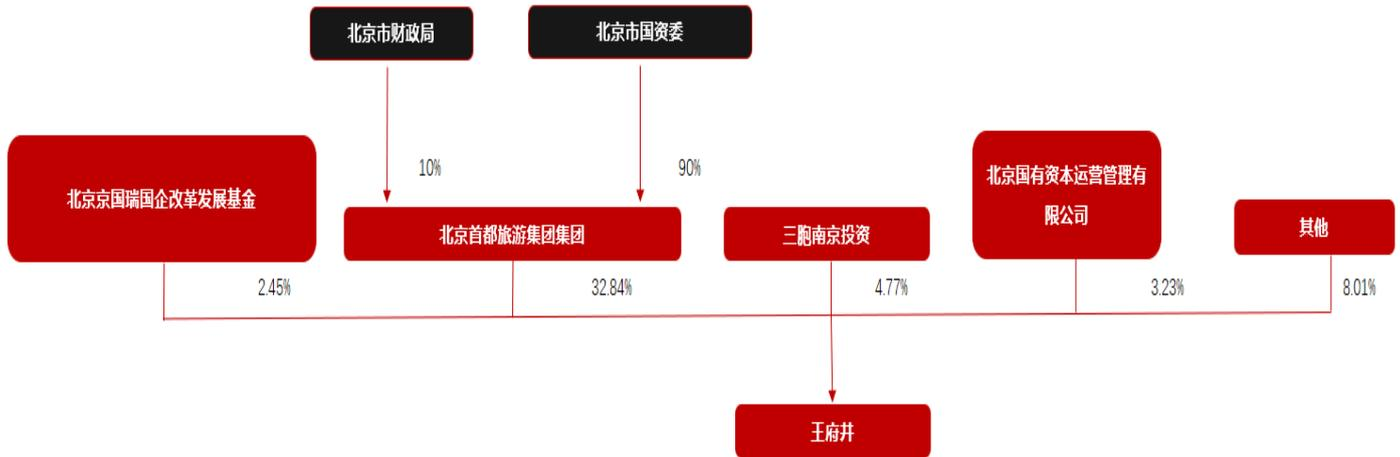 北京市财政局
北京市国资委
10%
90%
北京京国瑞国企改革发展基金
北京首都旅游集团集团
三胞南京投资
北京国有资本运营管理有
限公司
其他
2.45%
32.84%
4.77%
3.23%
8.01%
王府井